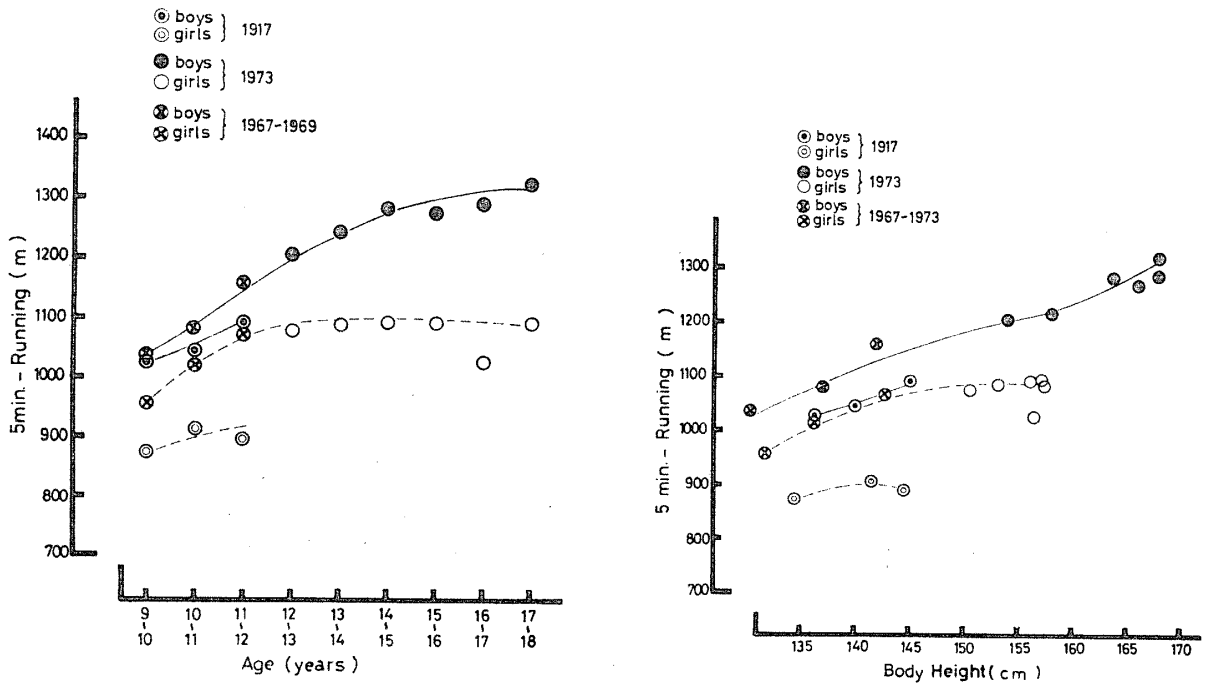 boys
girls } 1917
boys
girls } 1973
boys
girls } 1967-1969
5min.-Running (m)
1400
1300
1200
1100
1000
900
800
700
9 10 11 12 13 14 15 16 17
~ ~ ~ ~ ~ ~ ~ ~ ~
10 11 12 13 14 15 16 17 18
Age (years)
boys
girls } 1917
boys
girls } 1973
boys
girls } 1967-1973
5 min.-Running (m)
1300
1200
1100
1000
900
800
700
135 140 145 150 155 160 165 170
Body Height(cm)